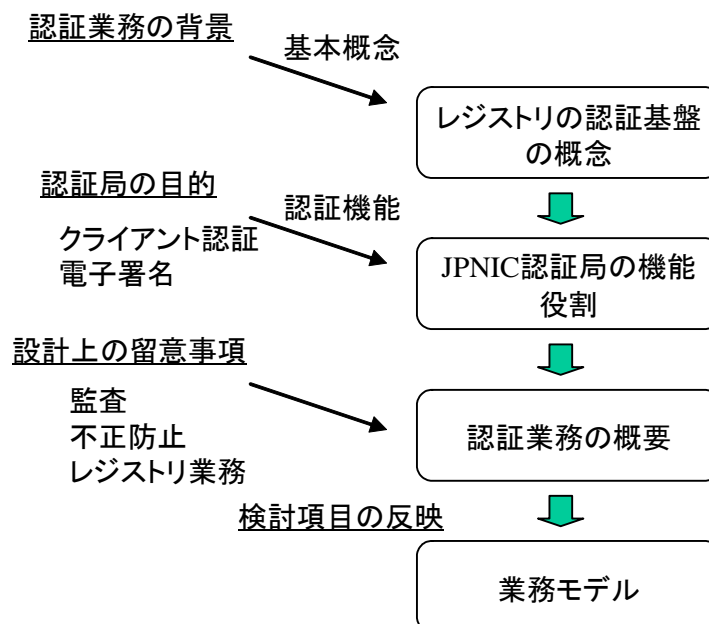 認証業務の背景
基本概念
レジストリの認証基盤
の概念
認証局の目的
認証機能
クライアント認証
電子署名
JPNIC認証局の機能
役割
設計上の留意事項
監査
不正防止
レジストリ業務
認証業務の概要
検討項目の反映
業務モデル